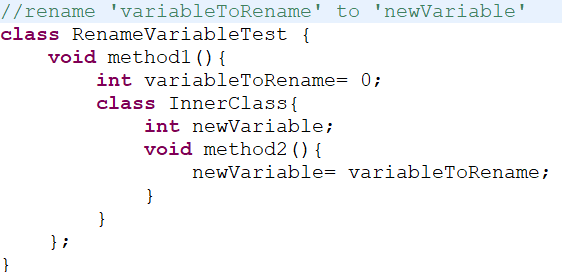 //rename 'variableToRename' to 'newVariable'
class RenameVariableTest {
    void method1(){
        int variableToRename= 0;
        class InnerClass{
            int newVariable;
            void method2(){
                newVariable= variableToRename;
            }
        }
    };
}